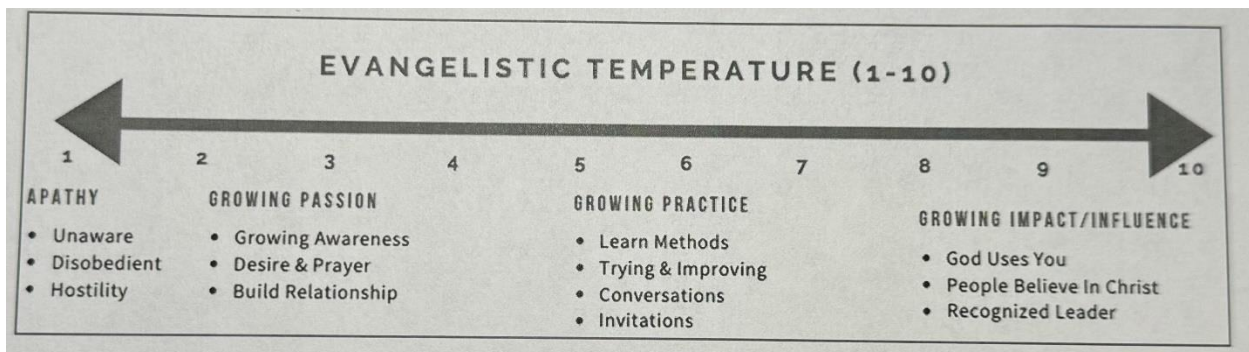 EVANGELISTIC TEMPERATURE (1-10)
1 2 3 4 5 6 7 8 9 10
APATHY
• Unaware
• Disobedient
• Hostility
GROWING PASSION
• Growing Awareness
• Desire & Prayer
• Build Relationship
GROWING PRACTICE
• Learn Methods
• Trying & Improving
• Conversations
• Invitations
GROWING IMPACT/INFLUENCE
• God Uses You
• People Believe In Christ
• Recognized Leader